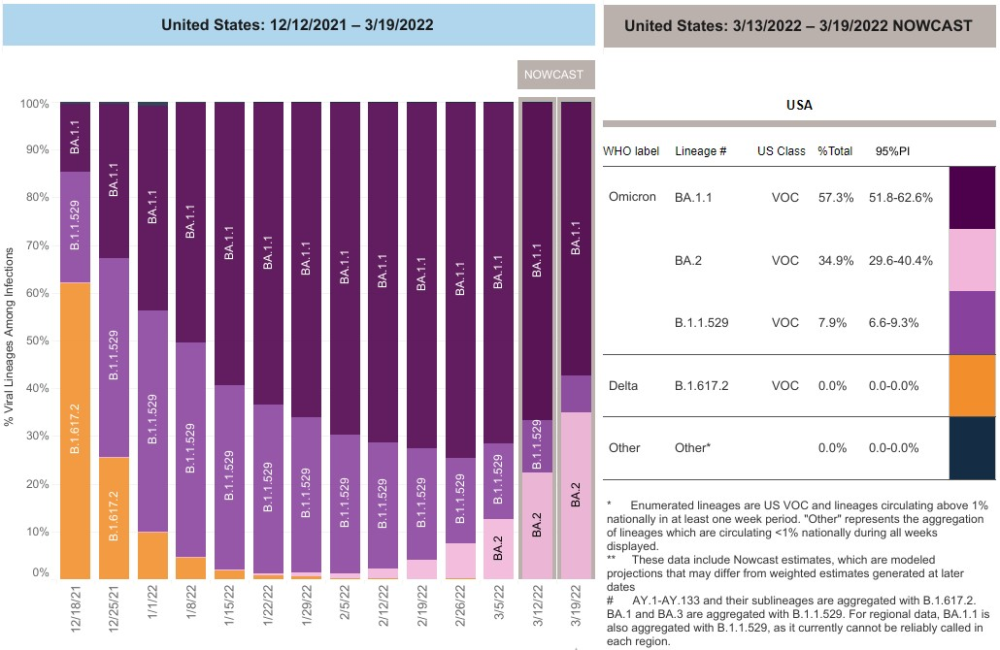 United States: 12/12/2021 – 3/19/2022
United States: 3/13/2022 – 3/19/2022 NOWCAST
NOWCAST
% Viral Lineages Among Infections
100%
90%
80%
70%
60%
50%
40%
30%
20%
10%
0%
BA.1.1
B.1.1.529
B.1.617.2
BA.1.1
B.1.1.529
B.1.617.2
BA.1.1
B.1.1.529
BA.1.1
B.1.1.529
BA.1.1
B.1.1.529
BA.1.1
B.1.1.529
BA.1.1
B.1.1.529
BA.1.1
B.1.1.529
BA.1.1
B.1.1.529
BA.1.1
B.1.1.529
BA.1.1
B.1.1.529
BA.1.1
B.1.1.529
BA.2
BA.1.1
B.1.1.529
BA.2
BA.1.1
BA.2
12/18/21
12/25/21
1/1/22
1/8/22
1/15/22
1/22/22
1/29/22
2/5/22
2/12/22
2/19/22
2/26/22
3/5/22
3/12/22
3/19/22
USA
WHO label Lineage # US Class %Total 95%PI
Omicron BA.1.1 VOC 57.3% 51.8-62.6%
BA.2 VOC 34.9% 29.6-40.4%
B.1.1.529 VOC 7.9% 6.6-9.3%
Delta B.1.617.2 VOC 0.0% 0.0-0.0%
Other Other* 0.0% 0.0-0.0%
* Enumerated lineages are US VOC and lineages circulating above 1%
nationally in at least one week period. "Other" represents the aggregation
of lineages which are circulating <1% nationally during all weeks
displayed.
** These data include Nowcast estimates, which are modeled
projections that may differ from weighted estimates generated at later
dates
# AY.1-AY.133 and their sublineages are aggregated with B.1.617.2.
BA.1 and BA.3 are aggregated with B.1.1.529. For regional data, BA.1.1 is
also aggregated with B.1.1.529, as it currently cannot be reliably called in
each region.